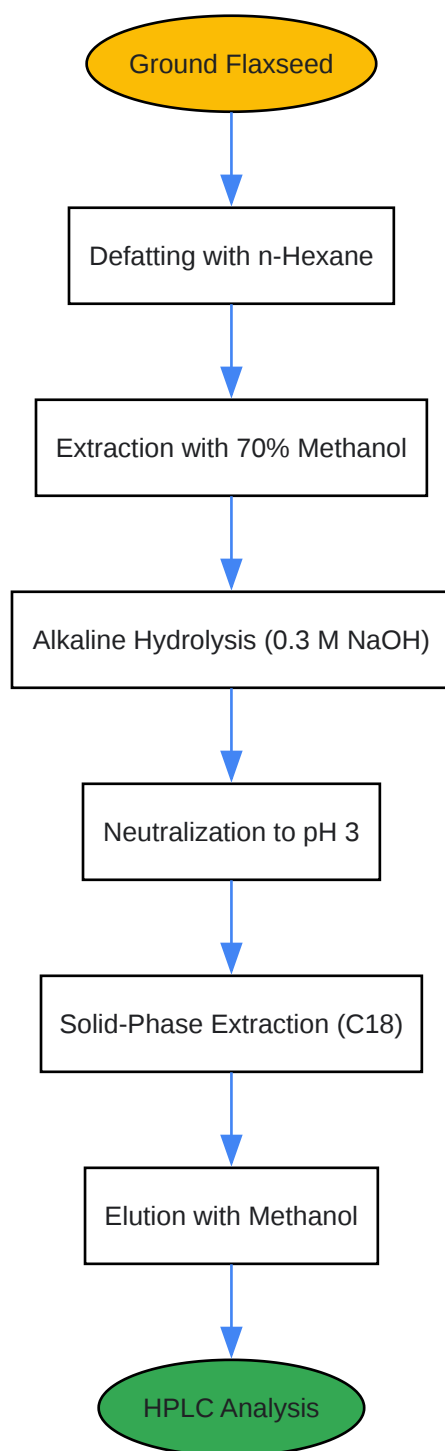 Ground Flaxseed
Defatting with n-Hexane
Extraction with 70% Methanol
Alkaline Hydrolysis (0.3 M NaOH)
Neutralization to pH 3
Solid-Phase Extraction (C18)
Elution with Methanol
HPLC Analysis